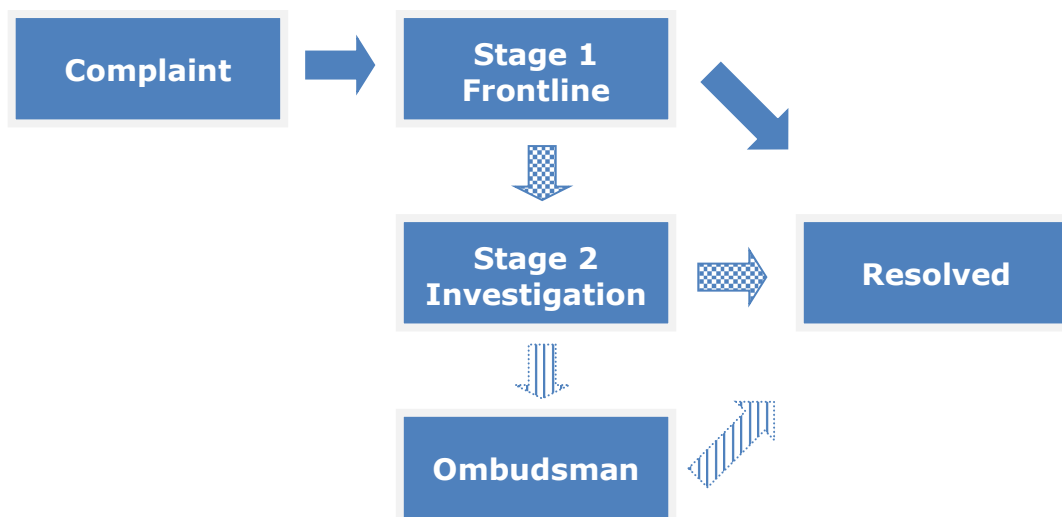 Complaint
Stage 1
Frontline
Stage 2
Investigation
Resolved
Ombudsman